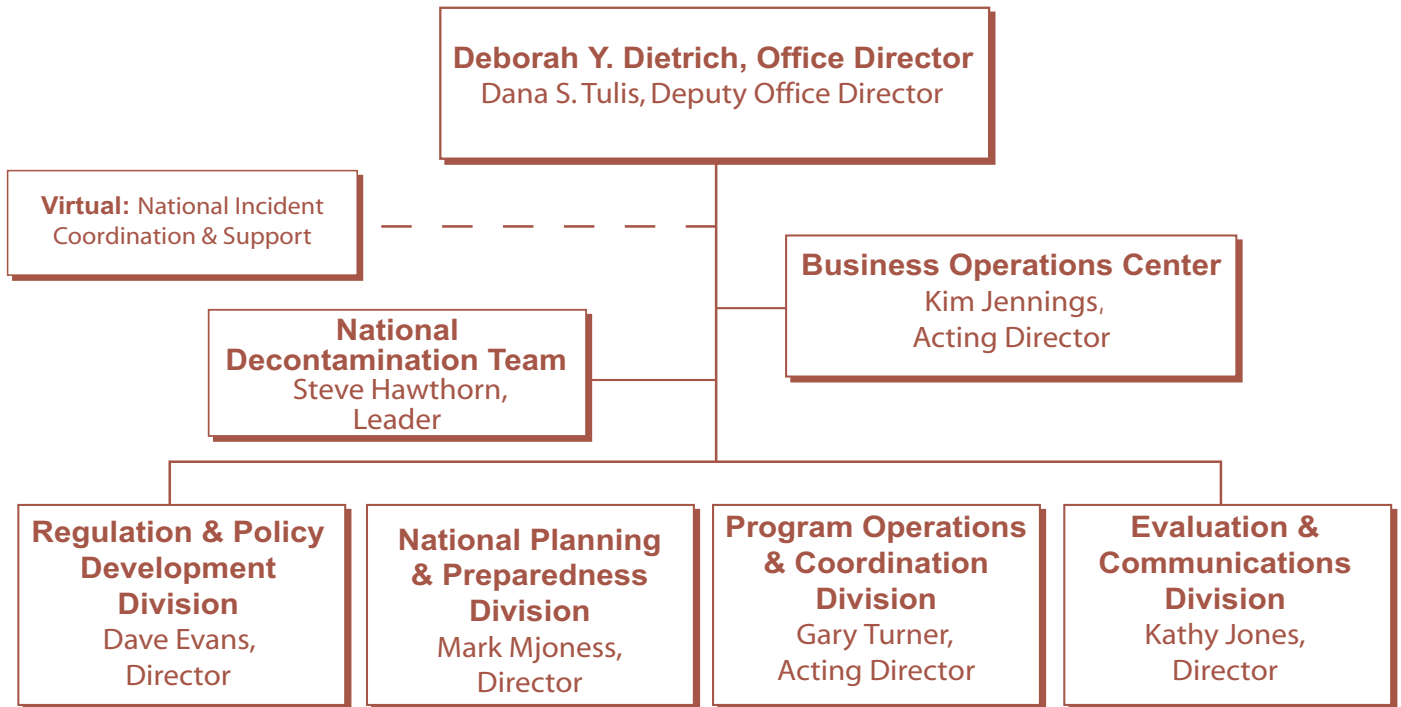 Deborah Y. Dietrich, Office Director
Dana S. Tulis, Deputy Office Director
Virtual: National Incident
Coordination & Support
Business Operations Center
Kim Jennings,
Acting Director
National
Decontamination Team
Steve Hawthorn,
Leader
Regulation & Policy
Development
Division
Dave Evans,
Director
National Planning
& Preparedness
Division
Mark Mjoness,
Director
Program Operations
& Coordination
Division
Gary Turner,
Acting Director
Evaluation &
Communications
Division
Kathy Jones,
Director